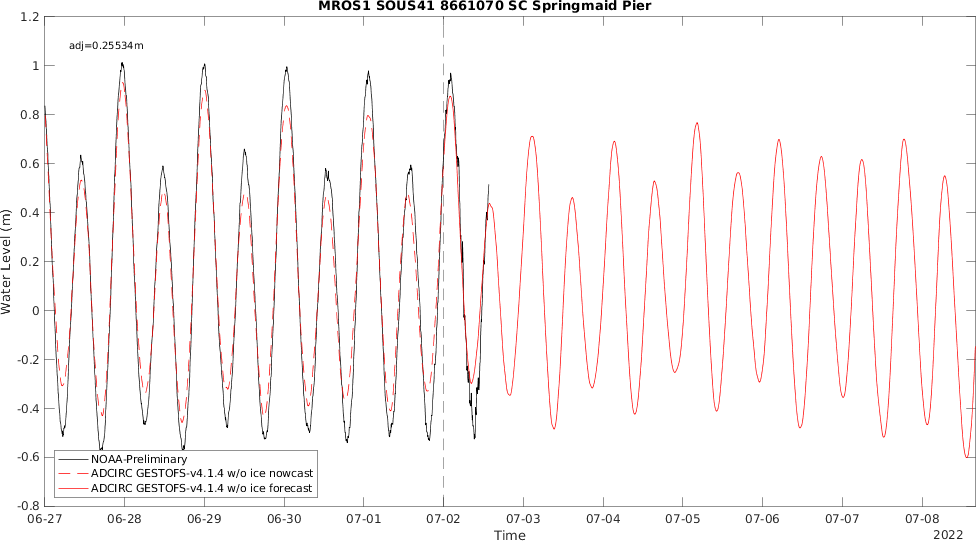 MROS1 SOUS41 8661070 SC Springmaid Pier
1.2
adj=0.25534m
1
0.8
0.6
0.4
0.2
0
-0.2
-0.4
-0.6
-0.8
Water Level (m)
NOAA-Preliminary
ADCIRC GESTOFS-v4.1.4 w/o ice nowcast
ADCIRC GESTOFS-v4.1.4 w/o ice forecast
06-27 06-28 06-29 06-30 07-01 07-02 07-03 07-04 07-05 07-06 07-07 07-08
Time
2022